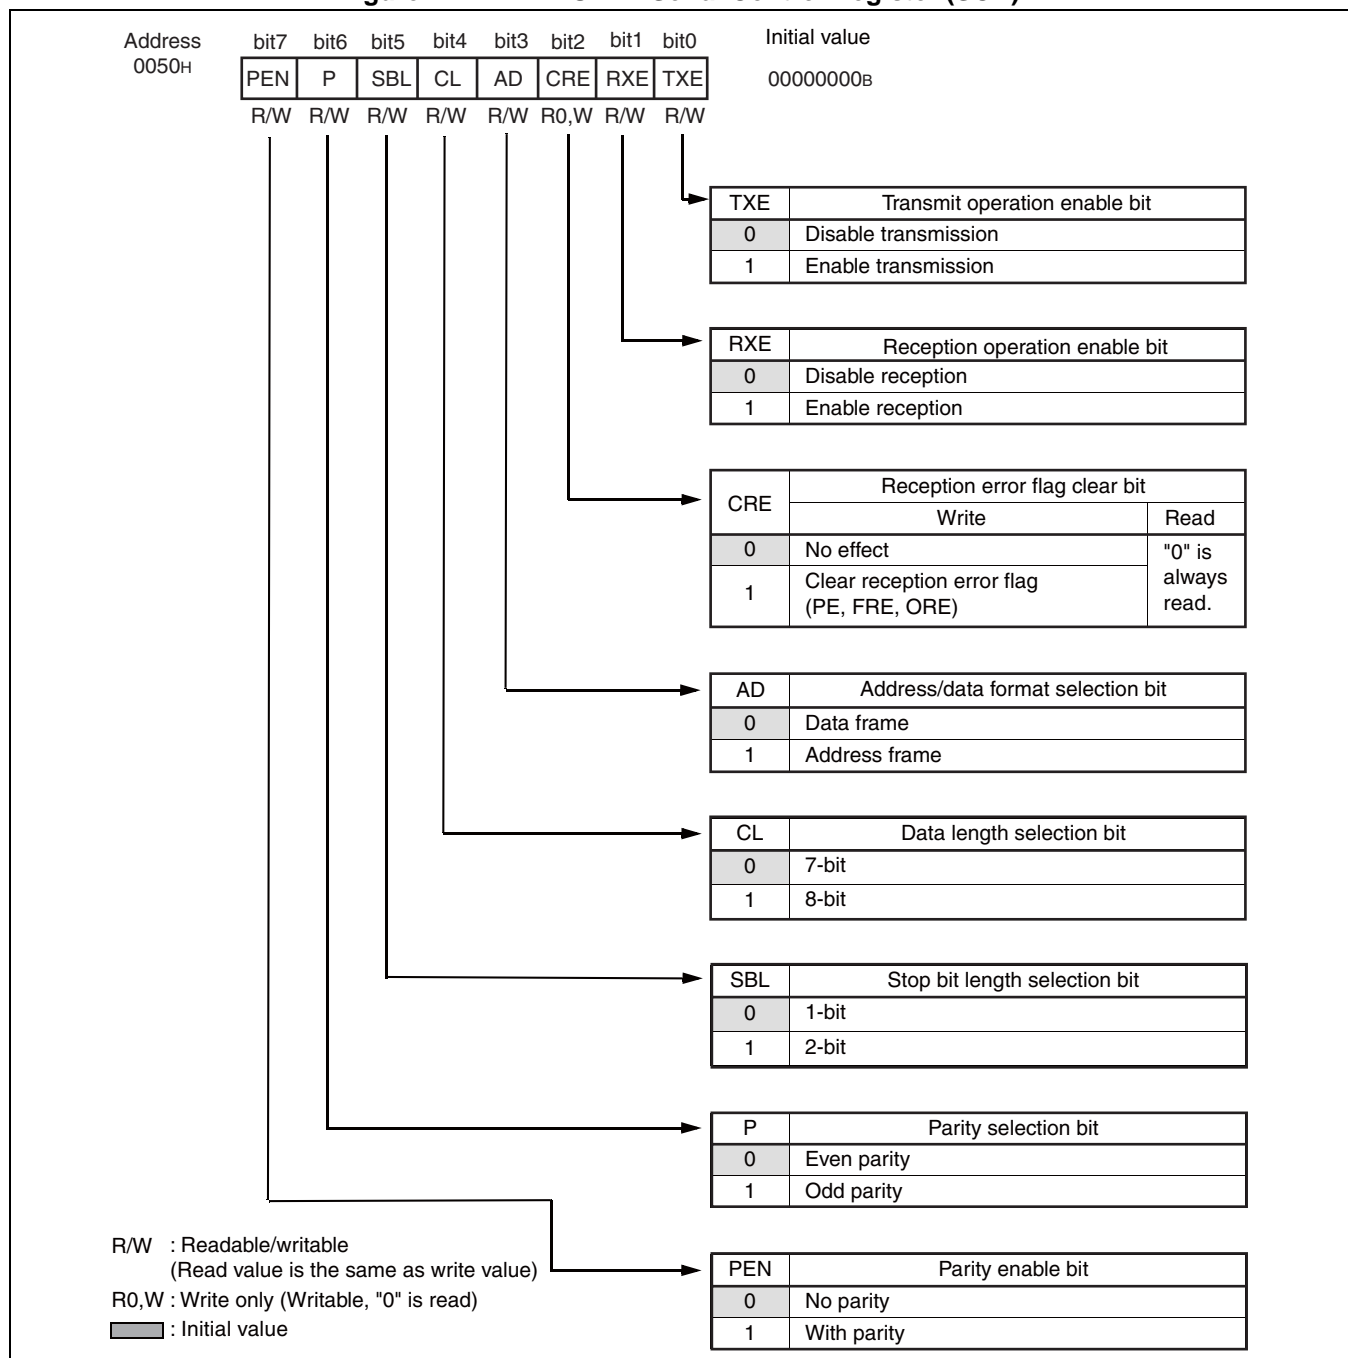 Address bit7 bit6 bit5 bit4 bit3 bit2 bit1 bit0 Initial value
0050H PEN P SBL CL AD CRE RXE TXE 00000000B
R/W R/W R/W R/W R/W R0,W R/W R/W
TXE Transmit operation enable bit
0 Disable transmission
1 Enable transmission
RXE Reception operation enable bit
0 Disable reception
1 Enable reception
CRE Reception error flag clear bit
Write Read
0 No effect "0" is
1 Clear reception error flag always
(PE, FRE, ORE) read.
AD Address/data format selection bit
0 Data frame
1 Address frame
CL Data length selection bit
0 7-bit
1 8-bit
SBL Stop bit length selection bit
0 1-bit
1 2-bit
P Parity selection bit
0 Even parity
1 Odd parity
R/W : Readable/writable
(Read value is the same as write value)
R0,W : Write only (Writable, "0" is read)
: Initial value
PEN Parity enable bit
0 No parity
1 With parity